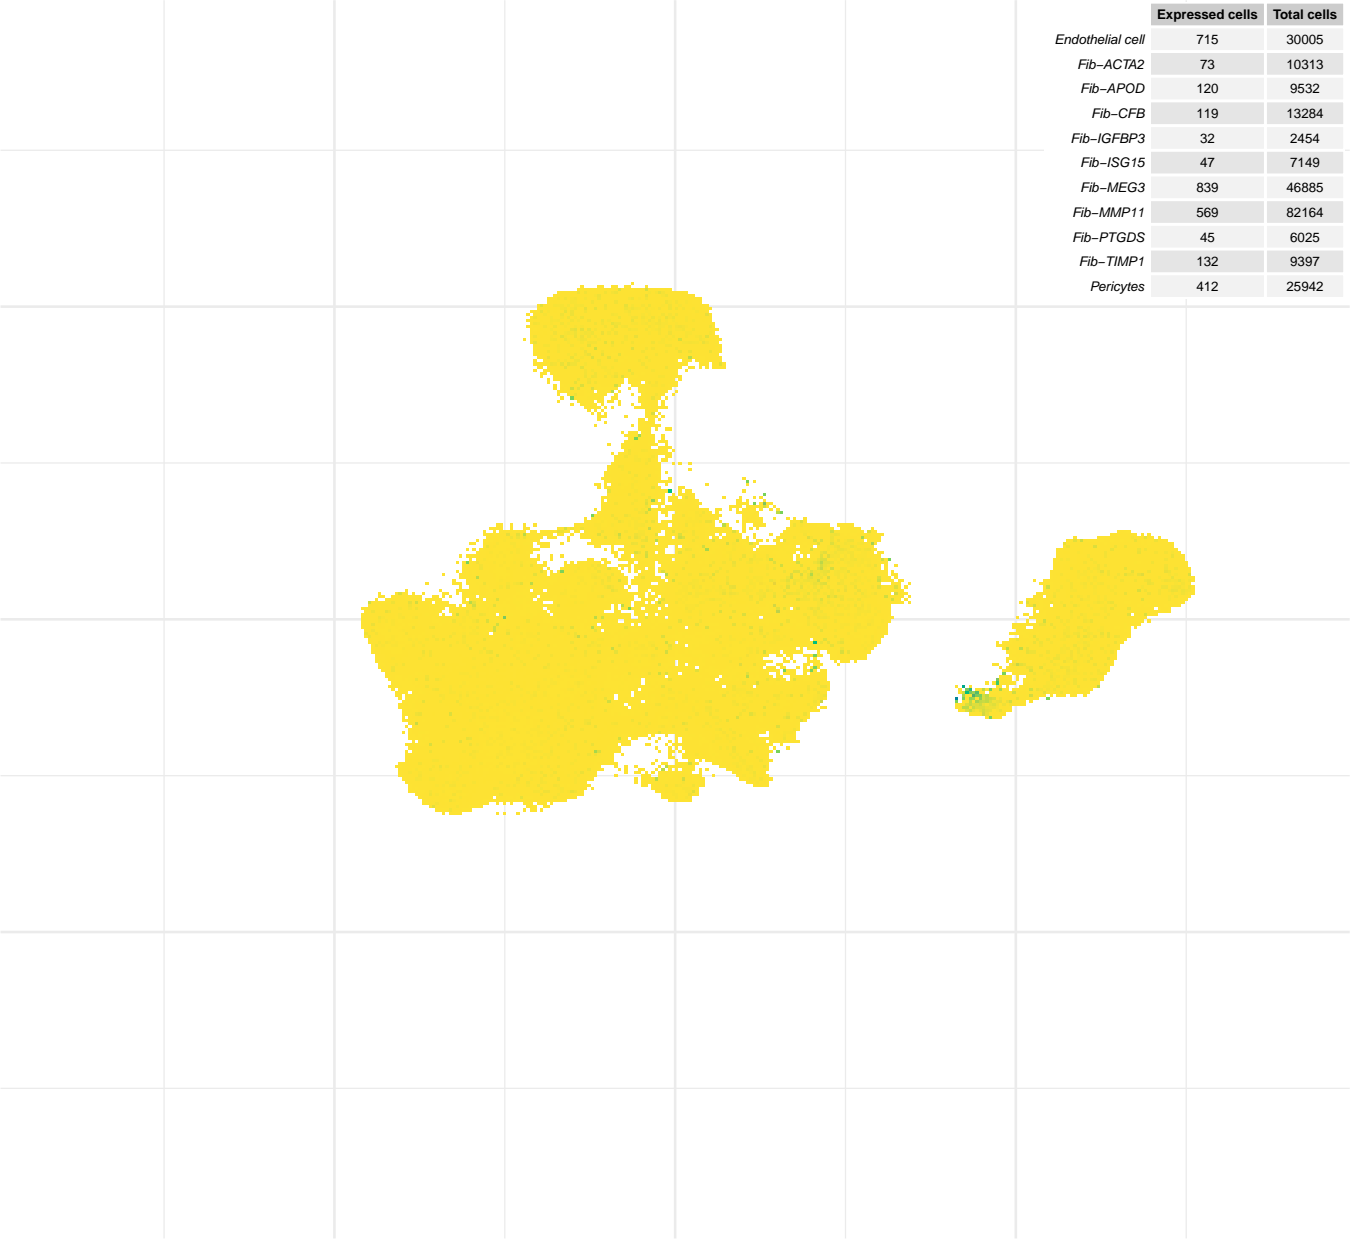 Expressed cells Total cells
Endothelial cell 715 30005
Fib−ACTA2 73 10313
Fib−APOD 120 9532
Fib−CFB 119 13284
Fib−IGFBP3 32 2454
Fib−ISG15 47 7149
Fib−MEG3 839 46885
Fib−MMP11 569 82164
Fib−PTGDS 45 6025
Fib−TIMP1 132 9397
Pericytes 412 25942